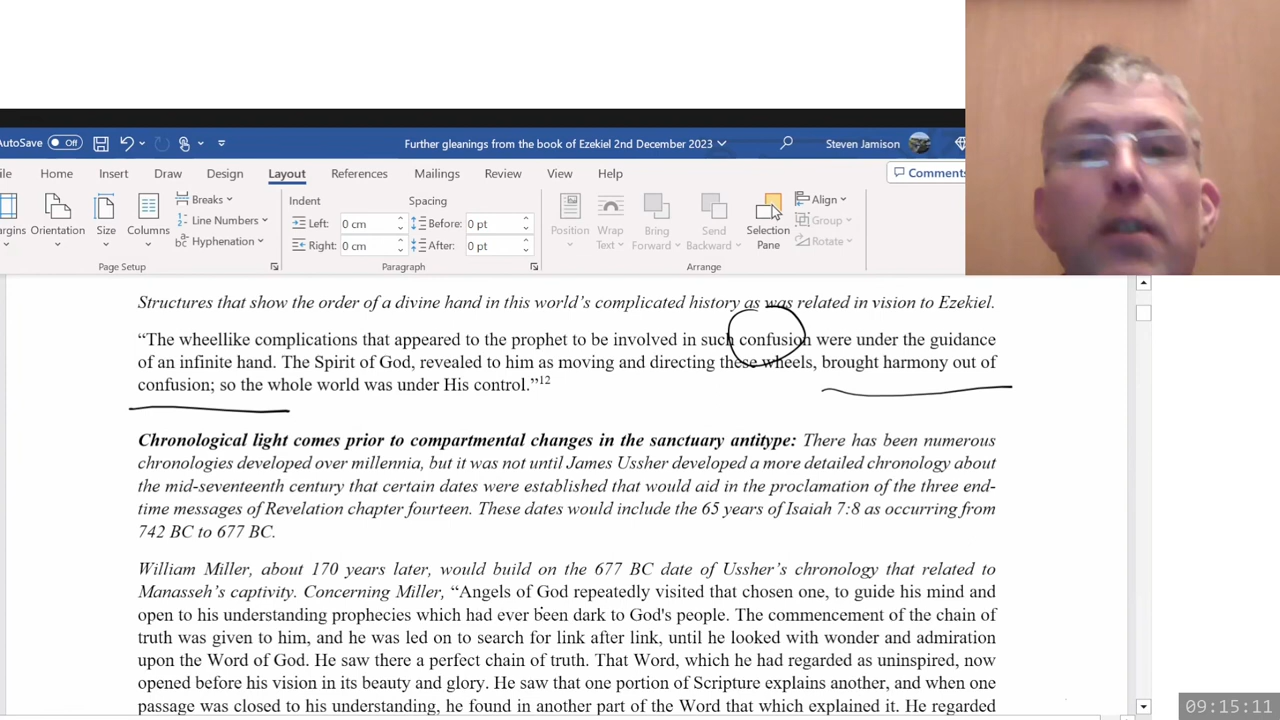 AutoSave Off
Further gleanings from the book of Ezekiel 2nd December 2023
Steven Jamison
Home Insert Draw Design Layout References Mailings Review View Help
Comments
Orientation
Size
Columns
Breaks
Line Numbers
Hyphenation
Page Setup
Indent
Left: 0 cm
Right: 0 cm
Spacing
Before: 0 pt
After: 0 pt
Paragraph
Position
Wrap
Text
Bring
Forward
Send
Backward
Selection
Pane
Align
Group
Rotate
Arrange
Structures that show the order of a divine hand in this world’s complicated history as was related in vision to Ezekiel.
“The wheellike complications that appeared to the prophet to be involved in such confusion were under the guidance
of an infinite hand. The Spirit of God, revealed to him as moving and directing these wheels, brought harmony out of
confusion; so the whole world was under His control.”12
Chronological light comes prior to compartmental changes in the sanctuary antitype: There has been numerous
chronologies developed over millennia, but it was not until James Ussher developed a more detailed chronology about
the mid-seventeenth century that certain dates were established that would aid in the proclamation of the three end-
time messages of Revelation chapter fourteen. These dates would include the 65 years of Isaiah 7:8 as occurring from
742 BC to 677 BC.
William Miller, about 170 years later, would build on the 677 BC date of Ussher’s chronology that related to
Manasseh’s captivity. Concerning Miller, “Angels of God repeatedly visited that chosen one, to guide his mind and
open to his understanding prophecies which had ever been dark to God's people. The commencement of the chain of
truth was given to him, and he was led on to search for link after link, until he looked with wonder and admiration
upon the Word of God. He saw there a perfect chain of truth. That Word, which he had regarded as uninspired, now
opened before his vision in its beauty and glory. He saw that one portion of Scripture explains another, and when one
passage was closed to his understanding, he found in another part of the Word that which explained it. He regarded
09:15:11